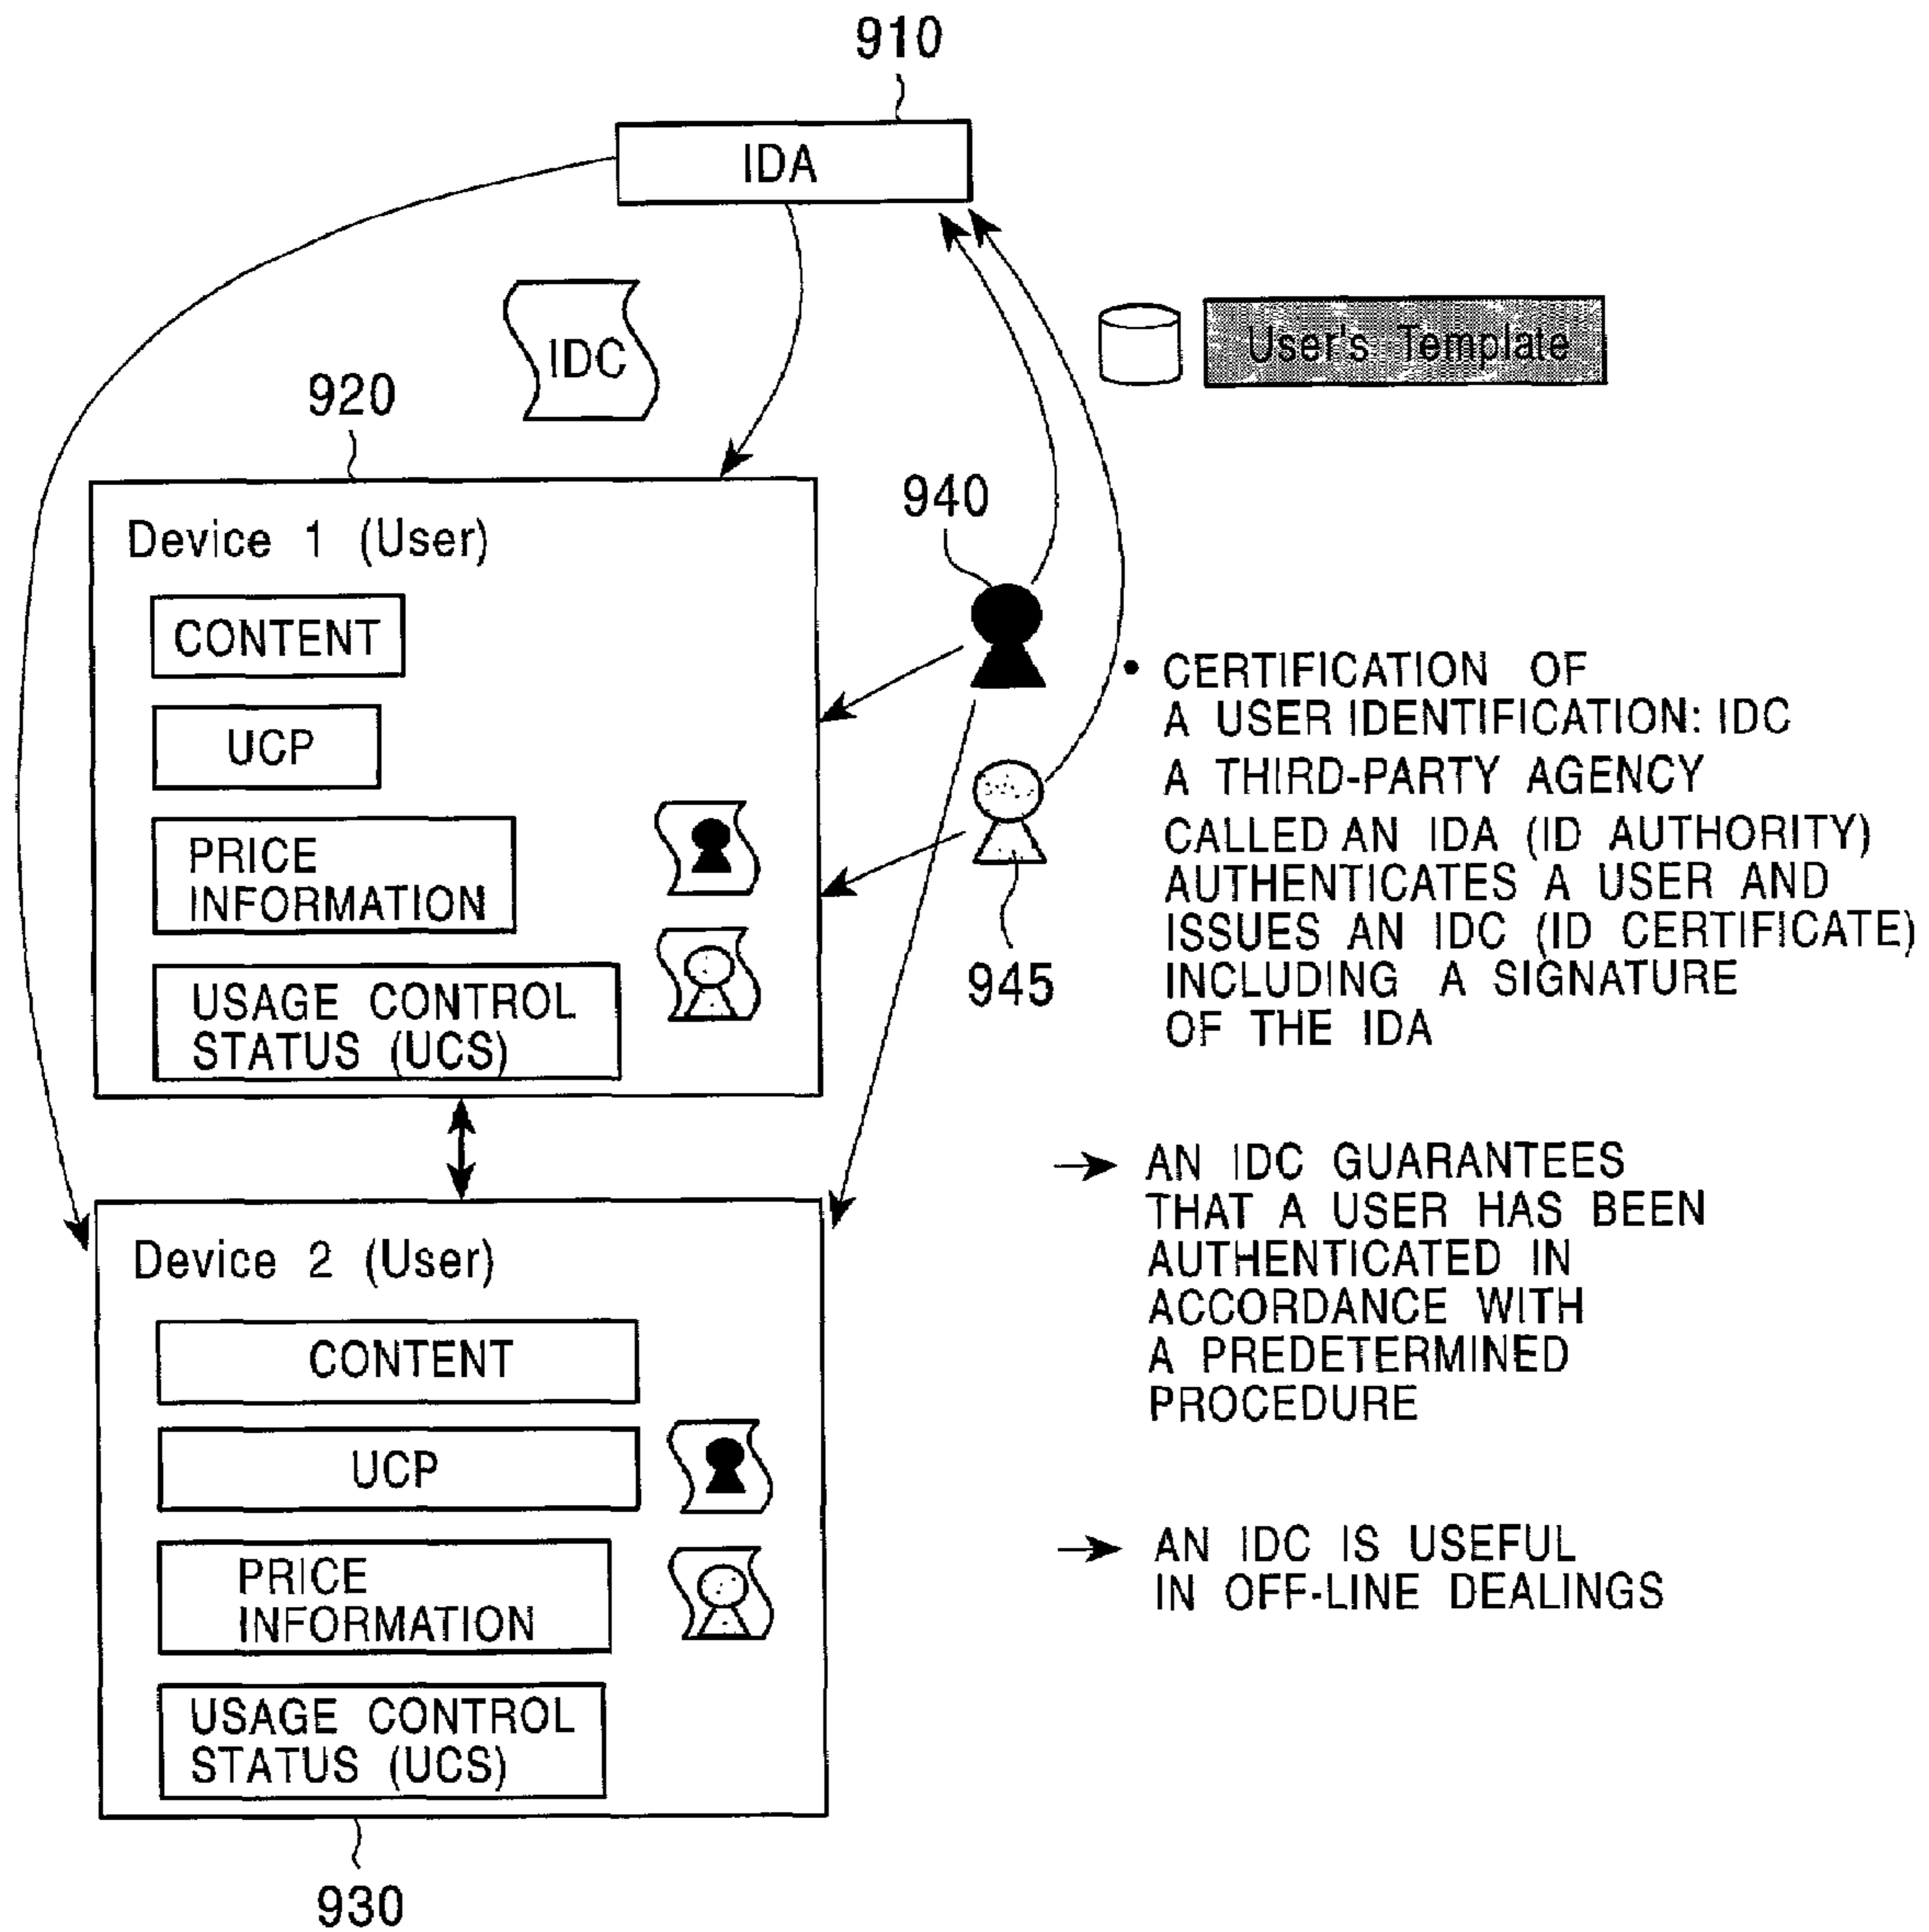 910
IDA
IDC
User's Template
920
940
Device 1 (User)
CONTENT
UCP
PRICE
INFORMATION
USAGE CONTROL
STATUS (UCS)
945
• CERTIFICATION OF
A USER IDENTIFICATION: IDC
A THIRD-PARTY AGENCY
CALLED AN IDA (ID AUTHORITY)
AUTHENTICATES A USER AND
ISSUES AN IDC (ID CERTIFICATE)
INCLUDING A SIGNATURE
OF THE IDA
→ AN IDC GUARANTEES
THAT A USER HAS BEEN
AUTHENTICATED IN
ACCORDANCE WITH
A PREDETERMINED
PROCEDURE
→ AN IDC IS USEFUL
IN OFF-LINE DEALINGS
Device 2 (User)
CONTENT
UCP
PRICE
INFORMATION
USAGE CONTROL
STATUS (UCS)
930